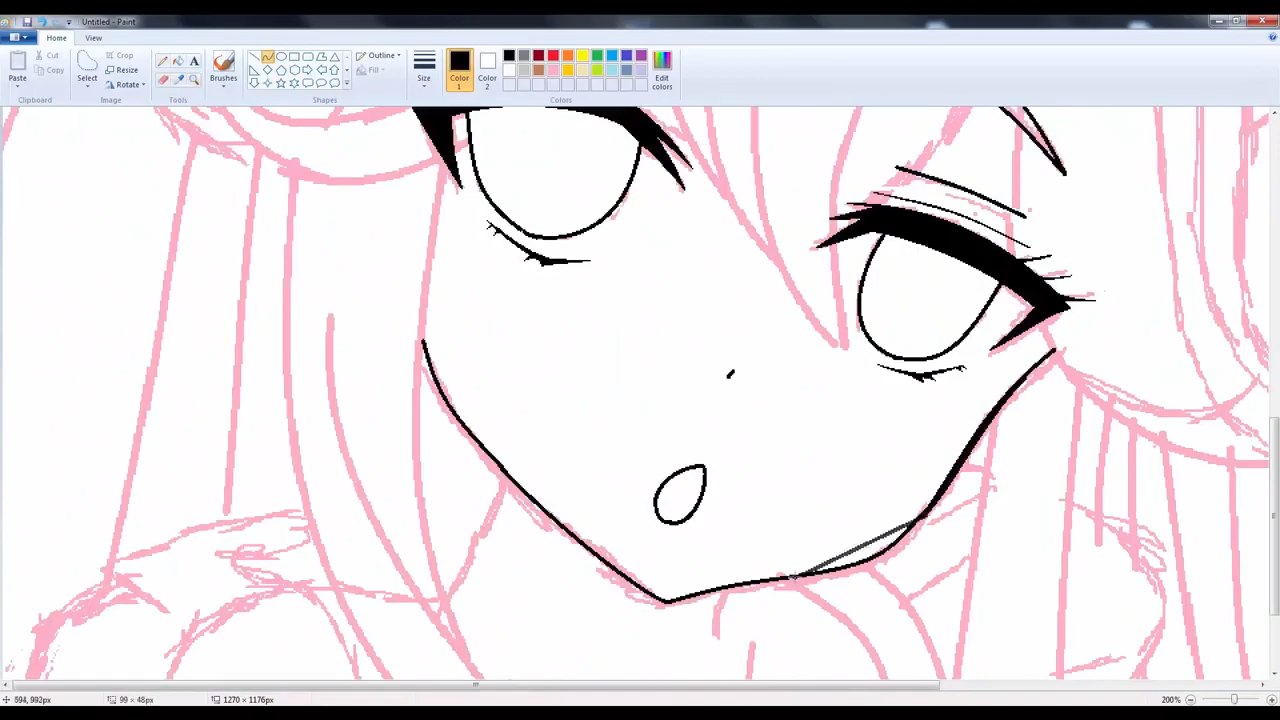 Untitled - Paint
Home View
Cut
Copy
Paste
Clipboard
Crop
Resize
Rotate
Select
Image
A
Tools
Brushes
Outline
Fill
Shapes
Size
Color
1
Color
2
Edit
colors
Colors
594, 992px
99 × 48px
1270 × 1176px
200%